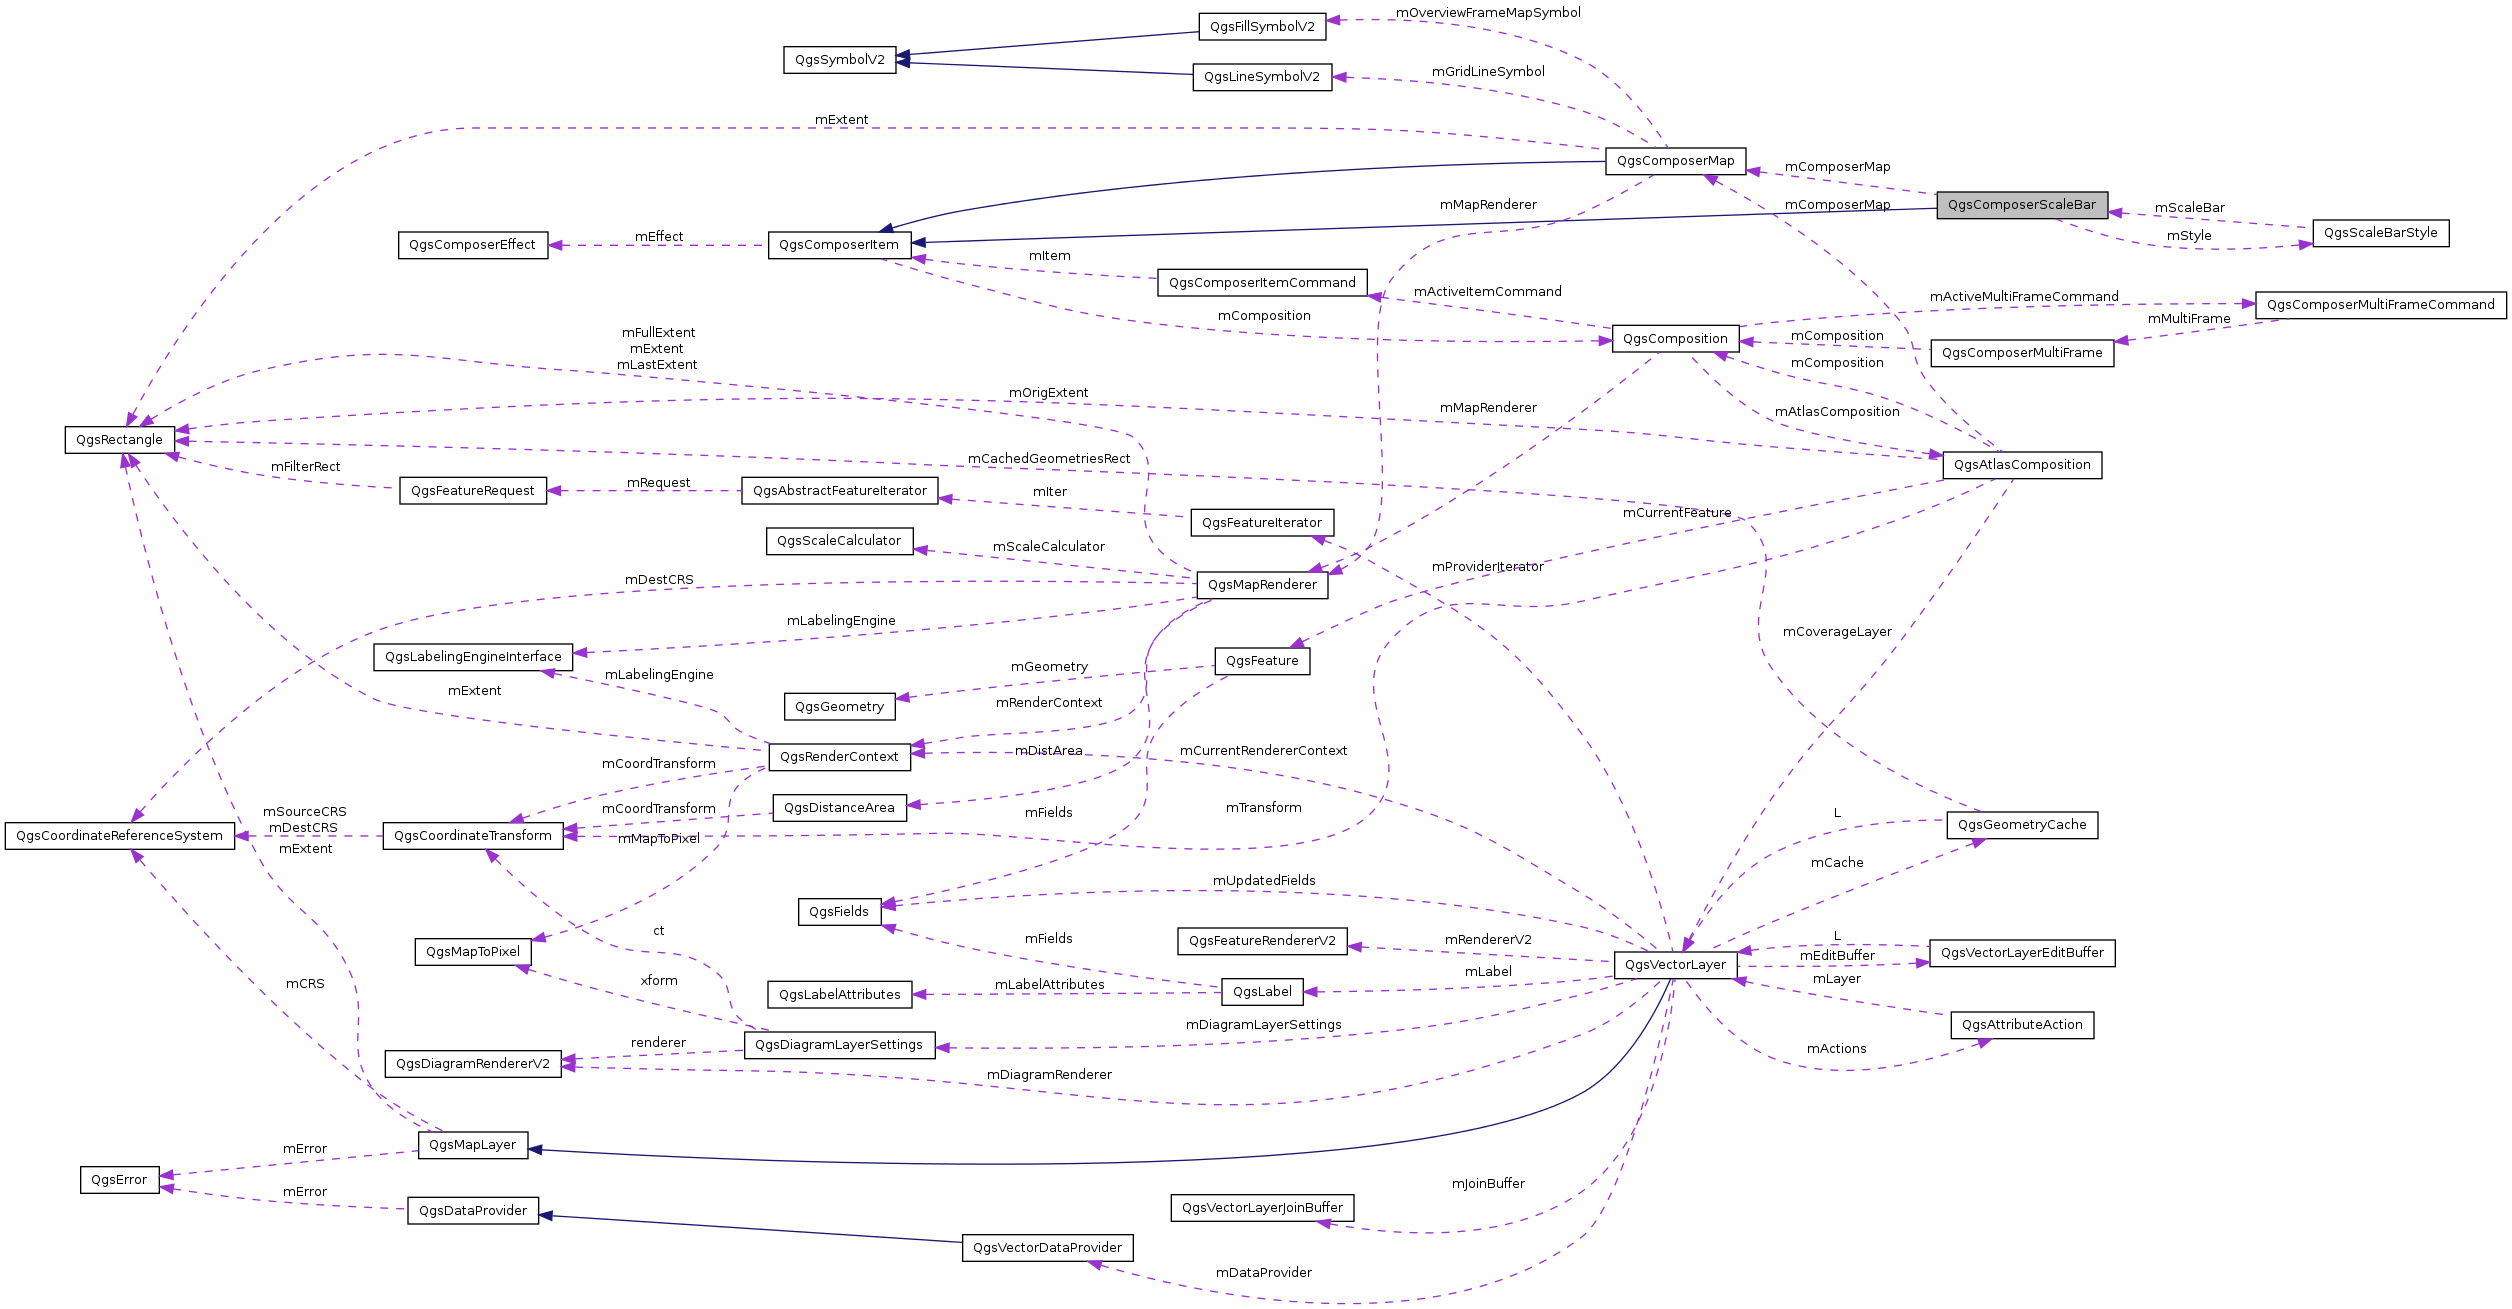 mOverviewFrameMapSymbol
QgsFillSymbolV2
QgsSymbolV2
mGridLineSymbol
QgsLineSymbolV2
mExtent
QgsComposerMap
mComposerMap
mMapRenderer
mComposerMap
QgsComposerScaleBar
mScaleBar
mStyle
QgsScaleBarStyle
QgsComposerEffect
mEffect
QgsComposerItem
mItem
QgsComposerItemCommand
mActiveItemCommand
mComposition
mActiveMultiFrameCommand
QgsComposerMultiFrameCommand
mMultiFrame
QgsComposition
mComposition
QgsComposerMultiFrame
mComposition
mFullExtent
mExtent
mLastExtent
mOrigExtent
mMapRenderer
mAtlasComposition
QgsRectangle
mCachedGeometriesRect
QgsAtlasComposition
mFilterRect
QgsFeatureRequest
mRequest
QgsAbstractFeatureIterator
mIter
QgsFeatureIterator
mCurrentFeature
QgsScaleCalculator
mScaleCalculator
mDestCRS
QgsMapRenderer
mProviderIterator
mLabelingEngine
mCoverageLayer
QgsLabelingEngineInterface
mLabelingEngine
mGeometry
QgsFeature
mExtent
QgsGeometry
mRenderContext
QgsRenderContext
mDistArea
mCurrentRendererContext
mCoordTransform
mSourceCRS
mDestCRS
mCoordTransform
QgsDistanceArea
mFields
mTransform
L
QgsGeometryCache
QgsCoordinateReferenceSystem
mExtent
QgsCoordinateTransform
mMapToPixel
mCache
mUpdatedFields
QgsFields
ct
mFields
QgsFeatureRendererV2
mRendererV2
L
QgsVectorLayerEditBuffer
QgsMapToPixel
mEditBuffer
QgsVectorLayer
mCRS
xform
QgsLabelAttributes
mLabelAttributes
QgsLabel
mLabel
mLayer
mDiagramLayerSettings
QgsAttributeAction
renderer
QgsDiagramLayerSettings
mActions
QgsDiagramRendererV2
mDiagramRenderer
QgsMapLayer
mError
QgsError
mError
QgsDataProvider
mJoinBuffer
QgsVectorLayerJoinBuffer
QgsVectorDataProvider
mDataProvider